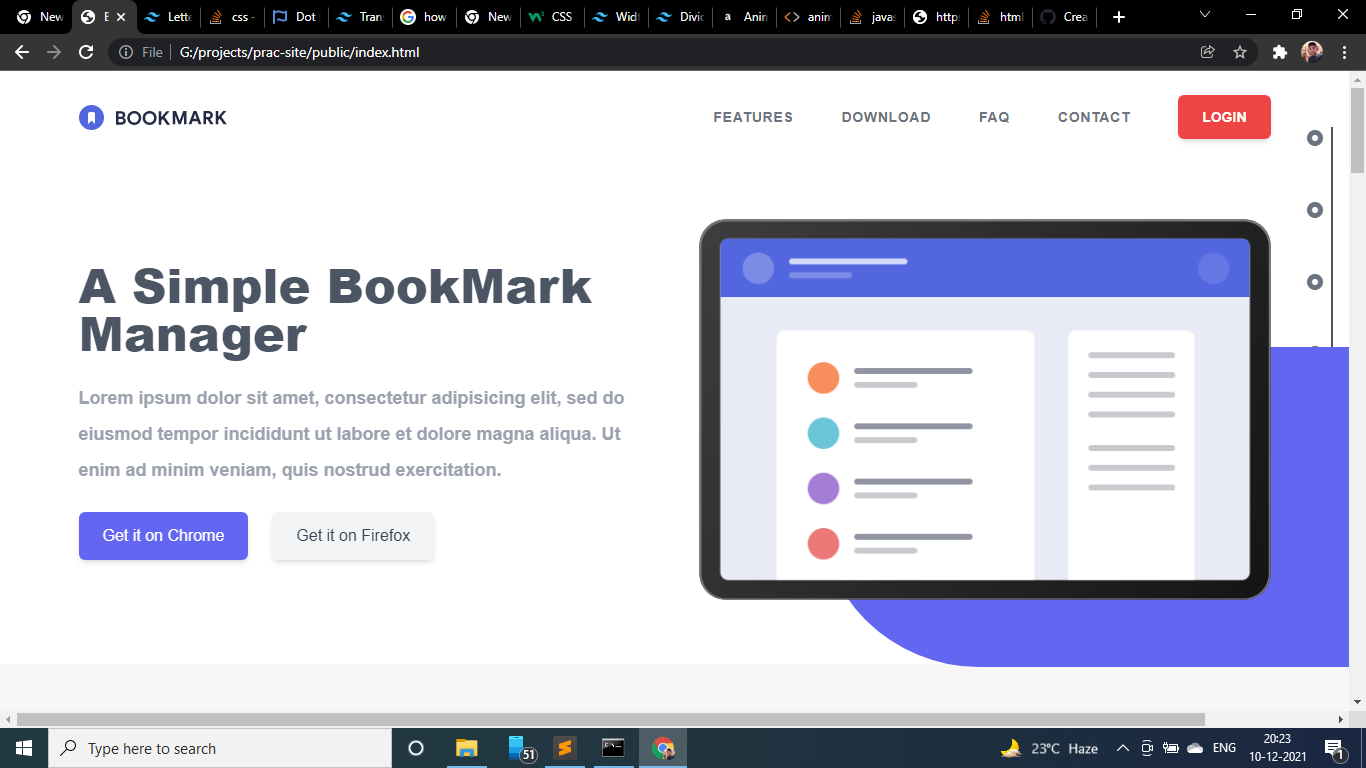 New
B
Lette
css -
Dot
Tran
how
New
CSS
Widt
Divid
Anim
anim
javas
http
html
Crea
File
G:/projects/prac-site/public/index.html
BOOKMARK
FEATURES
DOWNLOAD
FAQ
CONTACT
LOGIN
A Simple BookMark
Manager
Lorem ipsum dolor sit amet, consectetur adipisicing elit, sed do
eiusmod tempor incididunt ut labore et dolore magna aliqua. Ut
enim ad minim veniam, quis nostrud exercitation.
Get it on Chrome
Get it on Firefox
Type here to search
51
23°C Haze
ENG
20:23
10-12-2021
1